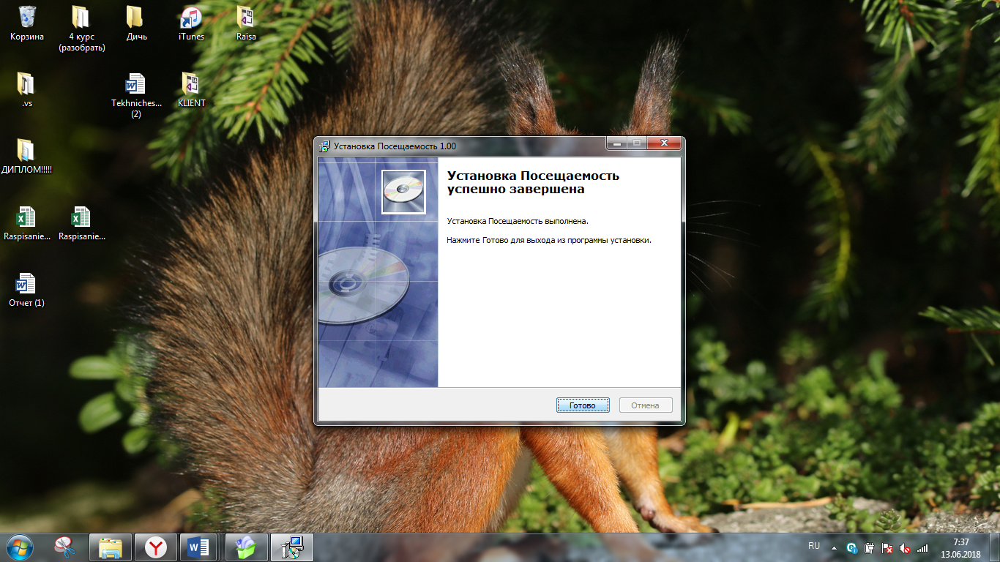 Корзина
4 курс
(разобрать)
Дичь
iTunes
Raisa
.vs
Tekhniches...
(2)
KLIENT
ДИПЛОМ!!!!!
Raspisanie...
Raspisanie...
Отчет (1)
Установка Посещаемость 1.00
Установка Посещаемость
успешно завершена
Установка Посещаемость выполнена.
Нажмите Готово для выхода из программы установки.
Готово
Отмена
RU
7:37
13.06.2018